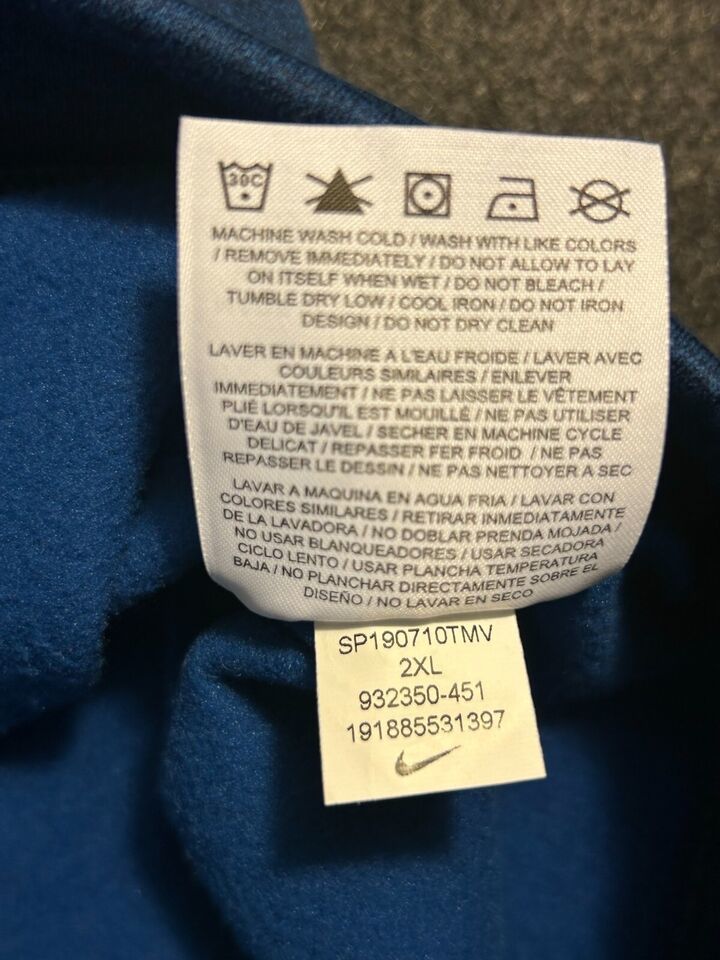 30C
MACHINE WASH COLD / WASH WITH LIKE COLORS
/ REMOVE IMMEDIATELY / DO NOT ALLOW TO LAY
ON ITSELF WHEN WET / DO NOT BLEACH /
TUMBLE DRY LOW / COOL IRON / DO NOT IRON
DESIGN / DO NOT DRY CLEAN
LAVER EN MACHINE A L'EAU FROIDE / LAVER AVEC
COULEURS SIMILAIRES / ENLEVER
IMMEDIATEMENT / NE PAS LAISSER LE VÊTEMENT
PLIÉ LORSQU'IL EST MOUILLÉ / NE PAS UTILISER
D'EAU DE JAVEL / SECHER EN MACHINE CYCLE
DELICAT / REPASSER FER FROID / NE PAS
REPASSER LE DESSIN / NE PAS NETTOYER A SEC
LAVAR A MAQUINA EN AGUA FRIA / LAVAR CON
COLORES SIMILARES / RETIRAR INMEDIATAMENTE
DE LA LAVADORA / NO DOBLAR PRENDA MOJADA /
NO USAR BLANQUEADORES / USAR SECADORA
CICLO LENTO / USAR PLANCHA TEMPERATURA
BAJA / NO PLANCHAR DIRECTAMENTE SOBRE EL
DISEÑO / NO LAVAR EN SECO
SP190710TMV
2XL
932350-451
191885531397